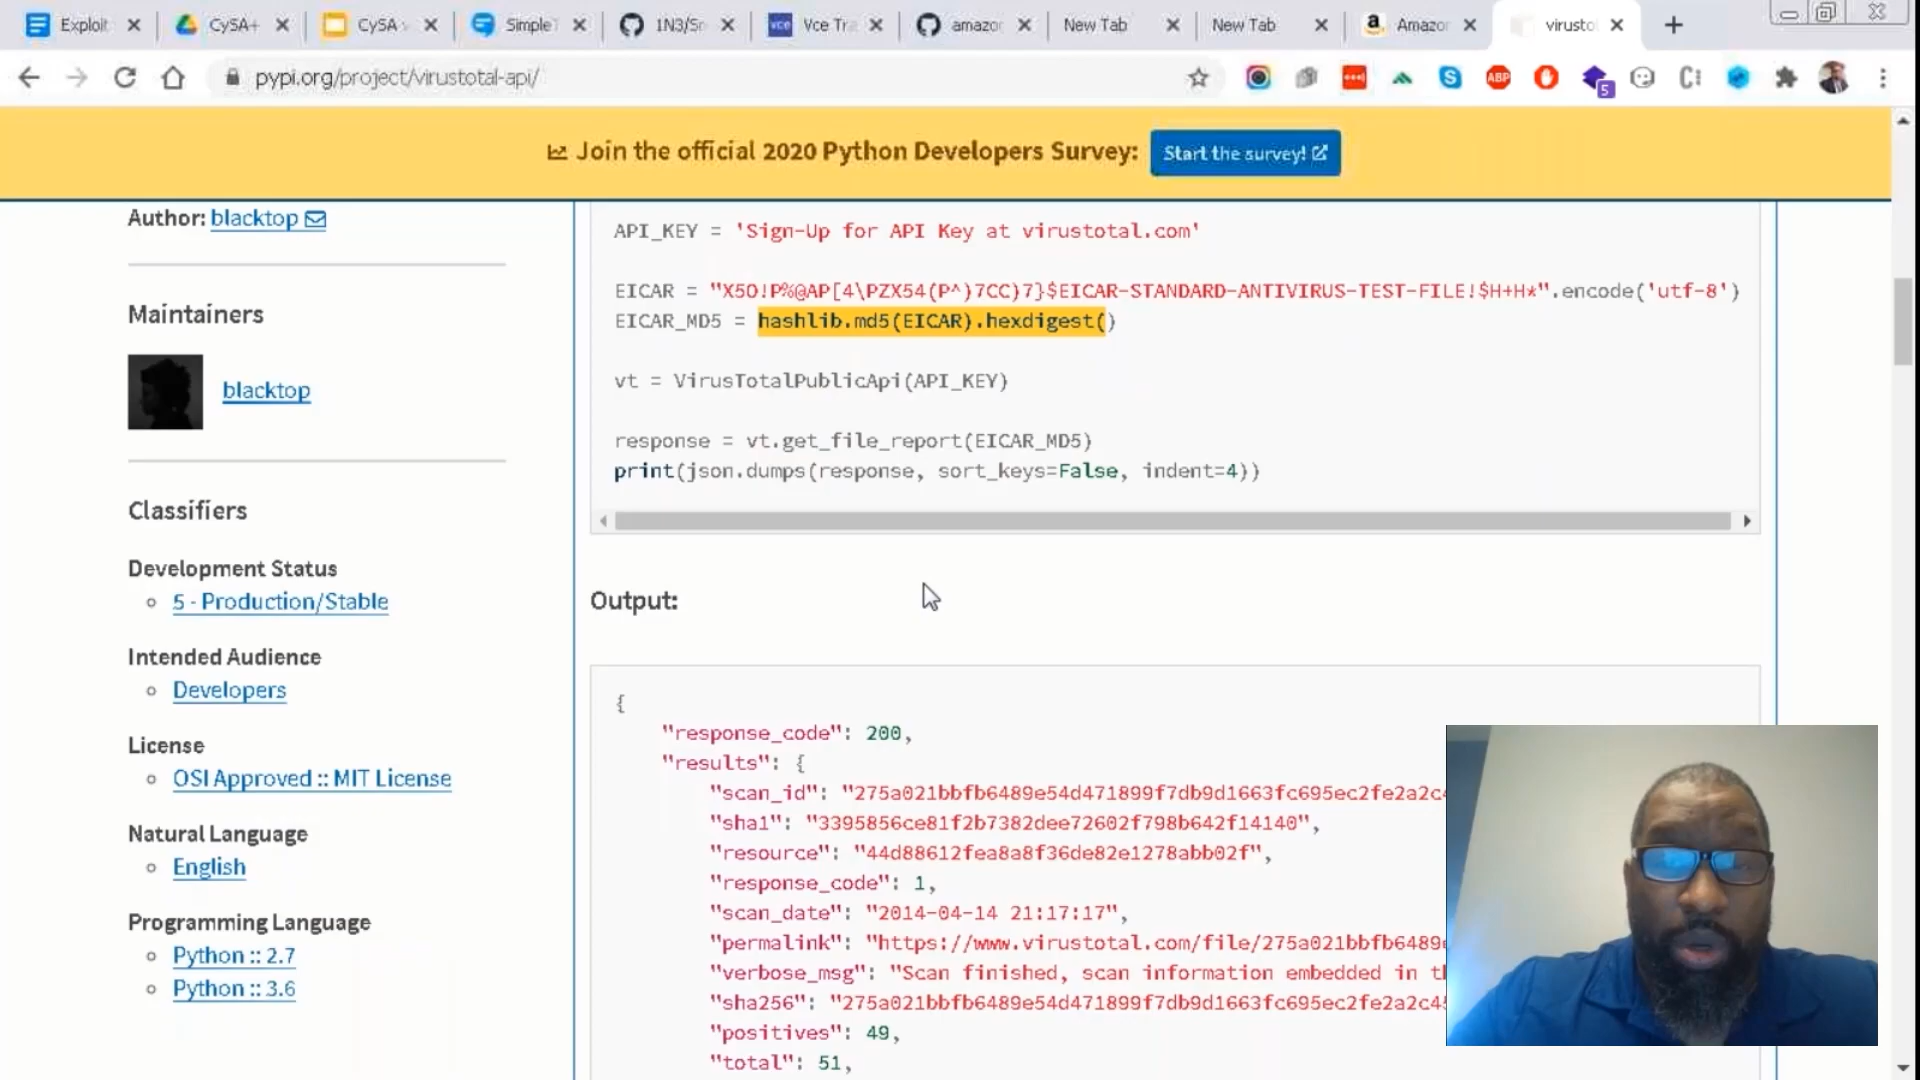 Exploit
CySA+
CySA
Simple
1N3/S
Vce Tra
amazo
New Tab
New Tab
Amazo
virusto
pypi.org/project/virustotal-api/
ABP
5
Join the official 2020 Python Developers Survey:
Start the survey!
Author: blacktop
Maintainers
blacktop
Classifiers
Development Status
5 - Production/Stable
Intended Audience
Developers
License
OSI Approved :: MIT License
Natural Language
English
Programming Language
Python :: 2.7
Python :: 3.6
API_KEY = 'Sign-Up for API Key at virustotal.com'
EICAR = "X5O!P%@AP[4\PZX54(P^)7CC)7}$EICAR-STANDARD-ANTIVIRUS-TEST-FILE!$H+H*".encode('utf-8')
EICAR_MD5 = hashlib.md5(EICAR).hexdigest()
vt = VirusTotalPublicApi(API_KEY)
response = vt.get_file_report(EICAR_MD5)
print(json.dumps(response, sort_keys=False, indent=4))
Output:
{
"response_code": 200,
"results": {
"scan_id": "275a021bbfb6489e54d471899f7db9d1663fc695ec2fe2a2c4
"sha1": "3395856ce81f2b7382dee72602f798b642f14140",
"resource": "44d88612fea8a8f36de82e1278abb02f",
"response_code": 1,
"scan_date": "2014-04-14 21:17:17",
"permalink": "https://www.virustotal.com/file/275a021bbfb6489
"verbose_msg": "Scan finished, scan information embedded in t
"sha256": "275a021bbfb6489e54d471899f7db9d1663fc695ec2fe2a2c4
"positives": 49,
"total": 51,